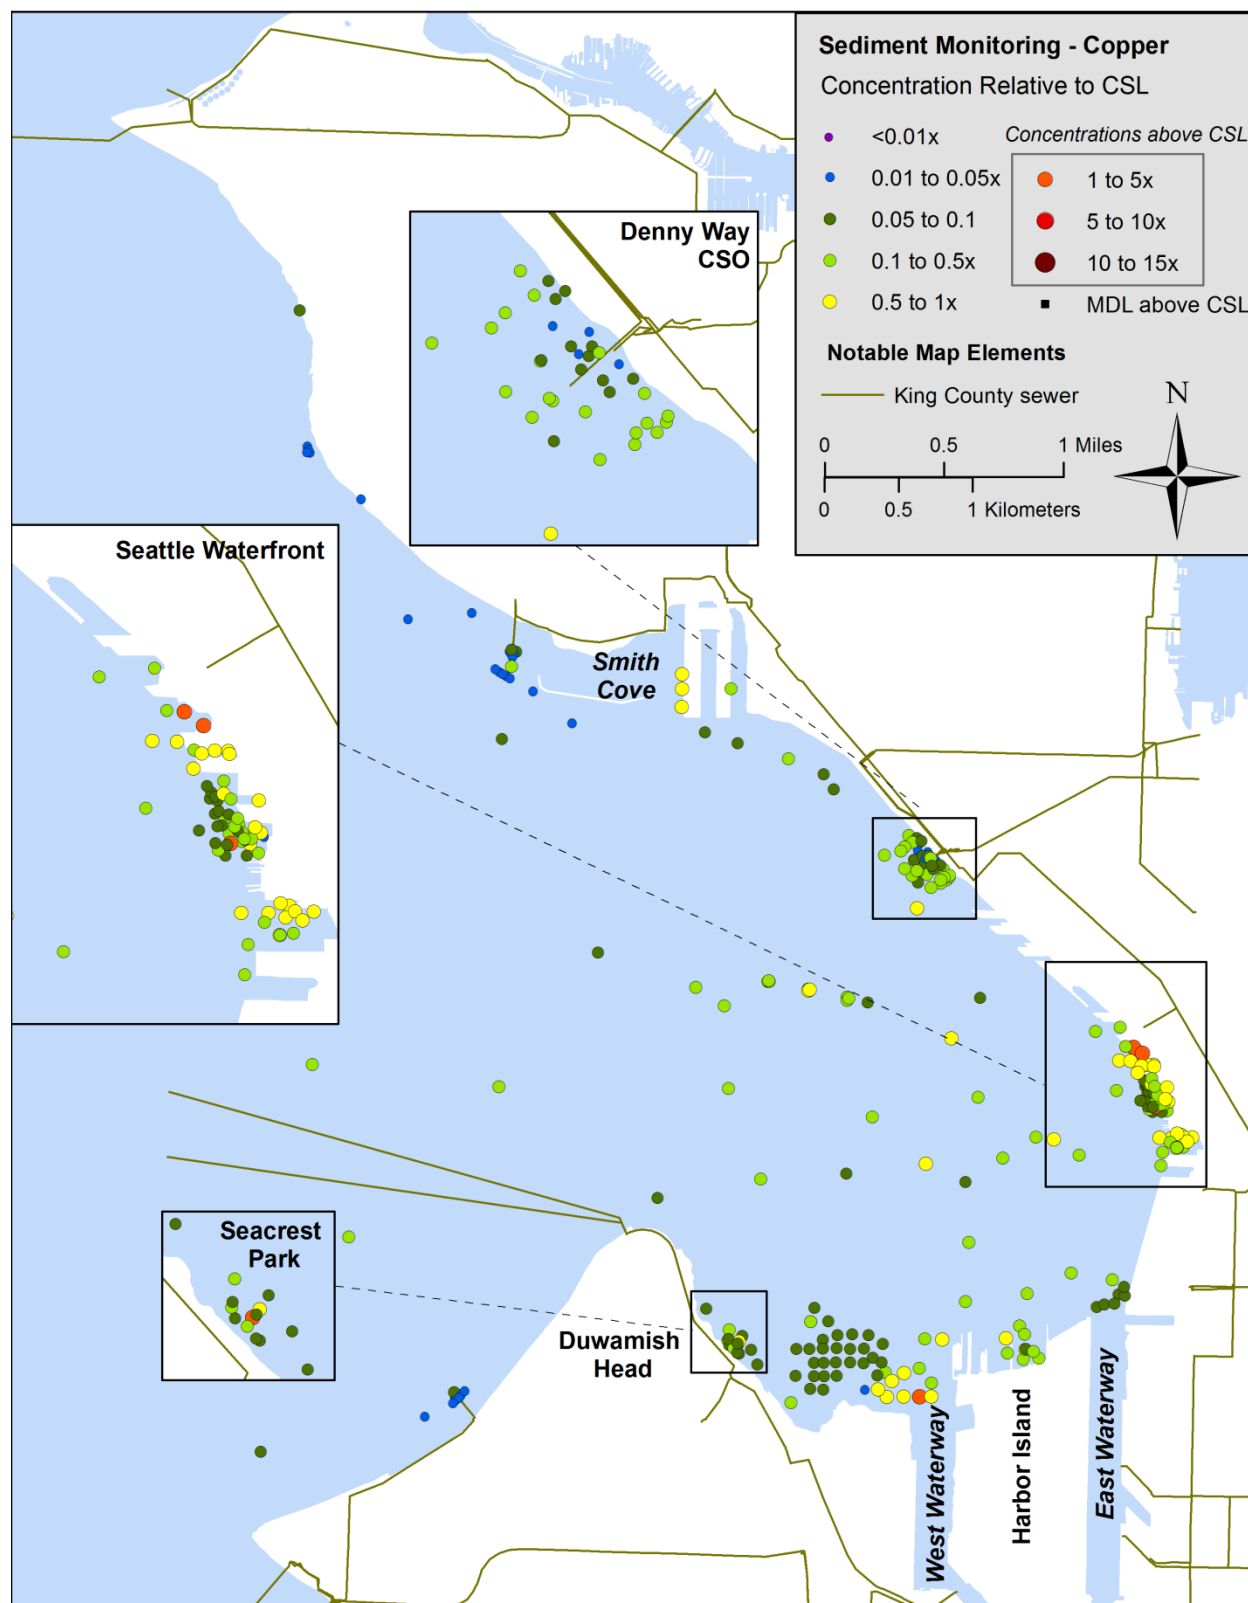 Sediment Monitoring - Copper
Concentration Relative to CSL
<0.01x
0.01 to 0.05x
0.05 to 0.1
0.1 to 0.5x
0.5 to 1x
Concentrations above CSL
1 to 5x
5 to 10x
10 to 15x
MDL above CSL
Notable Map Elements
King County sewer
N
0 0.5 1 Miles
0 0.5 1 Kilometers
Denny Way
CSO
Seattle Waterfront
Smith
Cove
Seacrest
Park
Duwamish
Head
West Waterway
Harbor Island
East Waterway